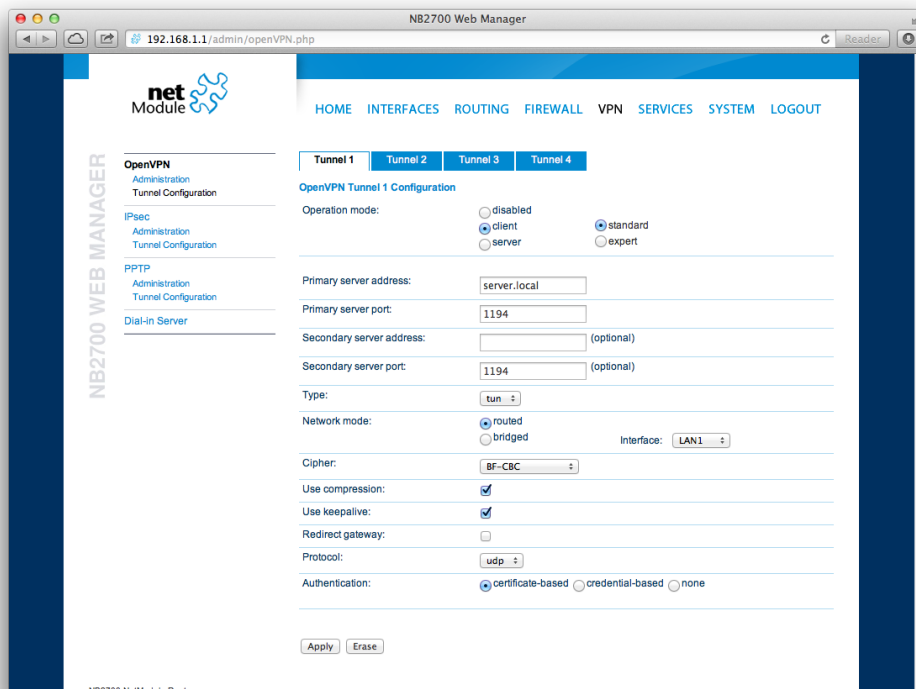 NB2700 Web Manager
192.168.1.1/admin/openVPN.php
Reader
net
Module
HOME INTERFACES ROUTING FIREWALL VPN SERVICES SYSTEM LOGOUT
NB2700 WEB MANAGER
OpenVPN
Administration
Tunnel Configuration
IPsec
Administration
Tunnel Configuration
PPTP
Administration
Tunnel Configuration
Dial-in Server
Tunnel 1 Tunnel 2 Tunnel 3 Tunnel 4
OpenVPN Tunnel 1 Configuration
Operation mode: disabled
client standard
server expert
Primary server address: server.local
Primary server port: 1194
Secondary server address: (optional)
Secondary server port: 1194 (optional)
Type: tun
Network mode: routed
bridged Interface: LAN1
Cipher: BF-CBC
Use compression:
Use keepalive:
Redirect gateway:
Protocol: udp
Authentication: certificate-based credential-based none
Apply Erase